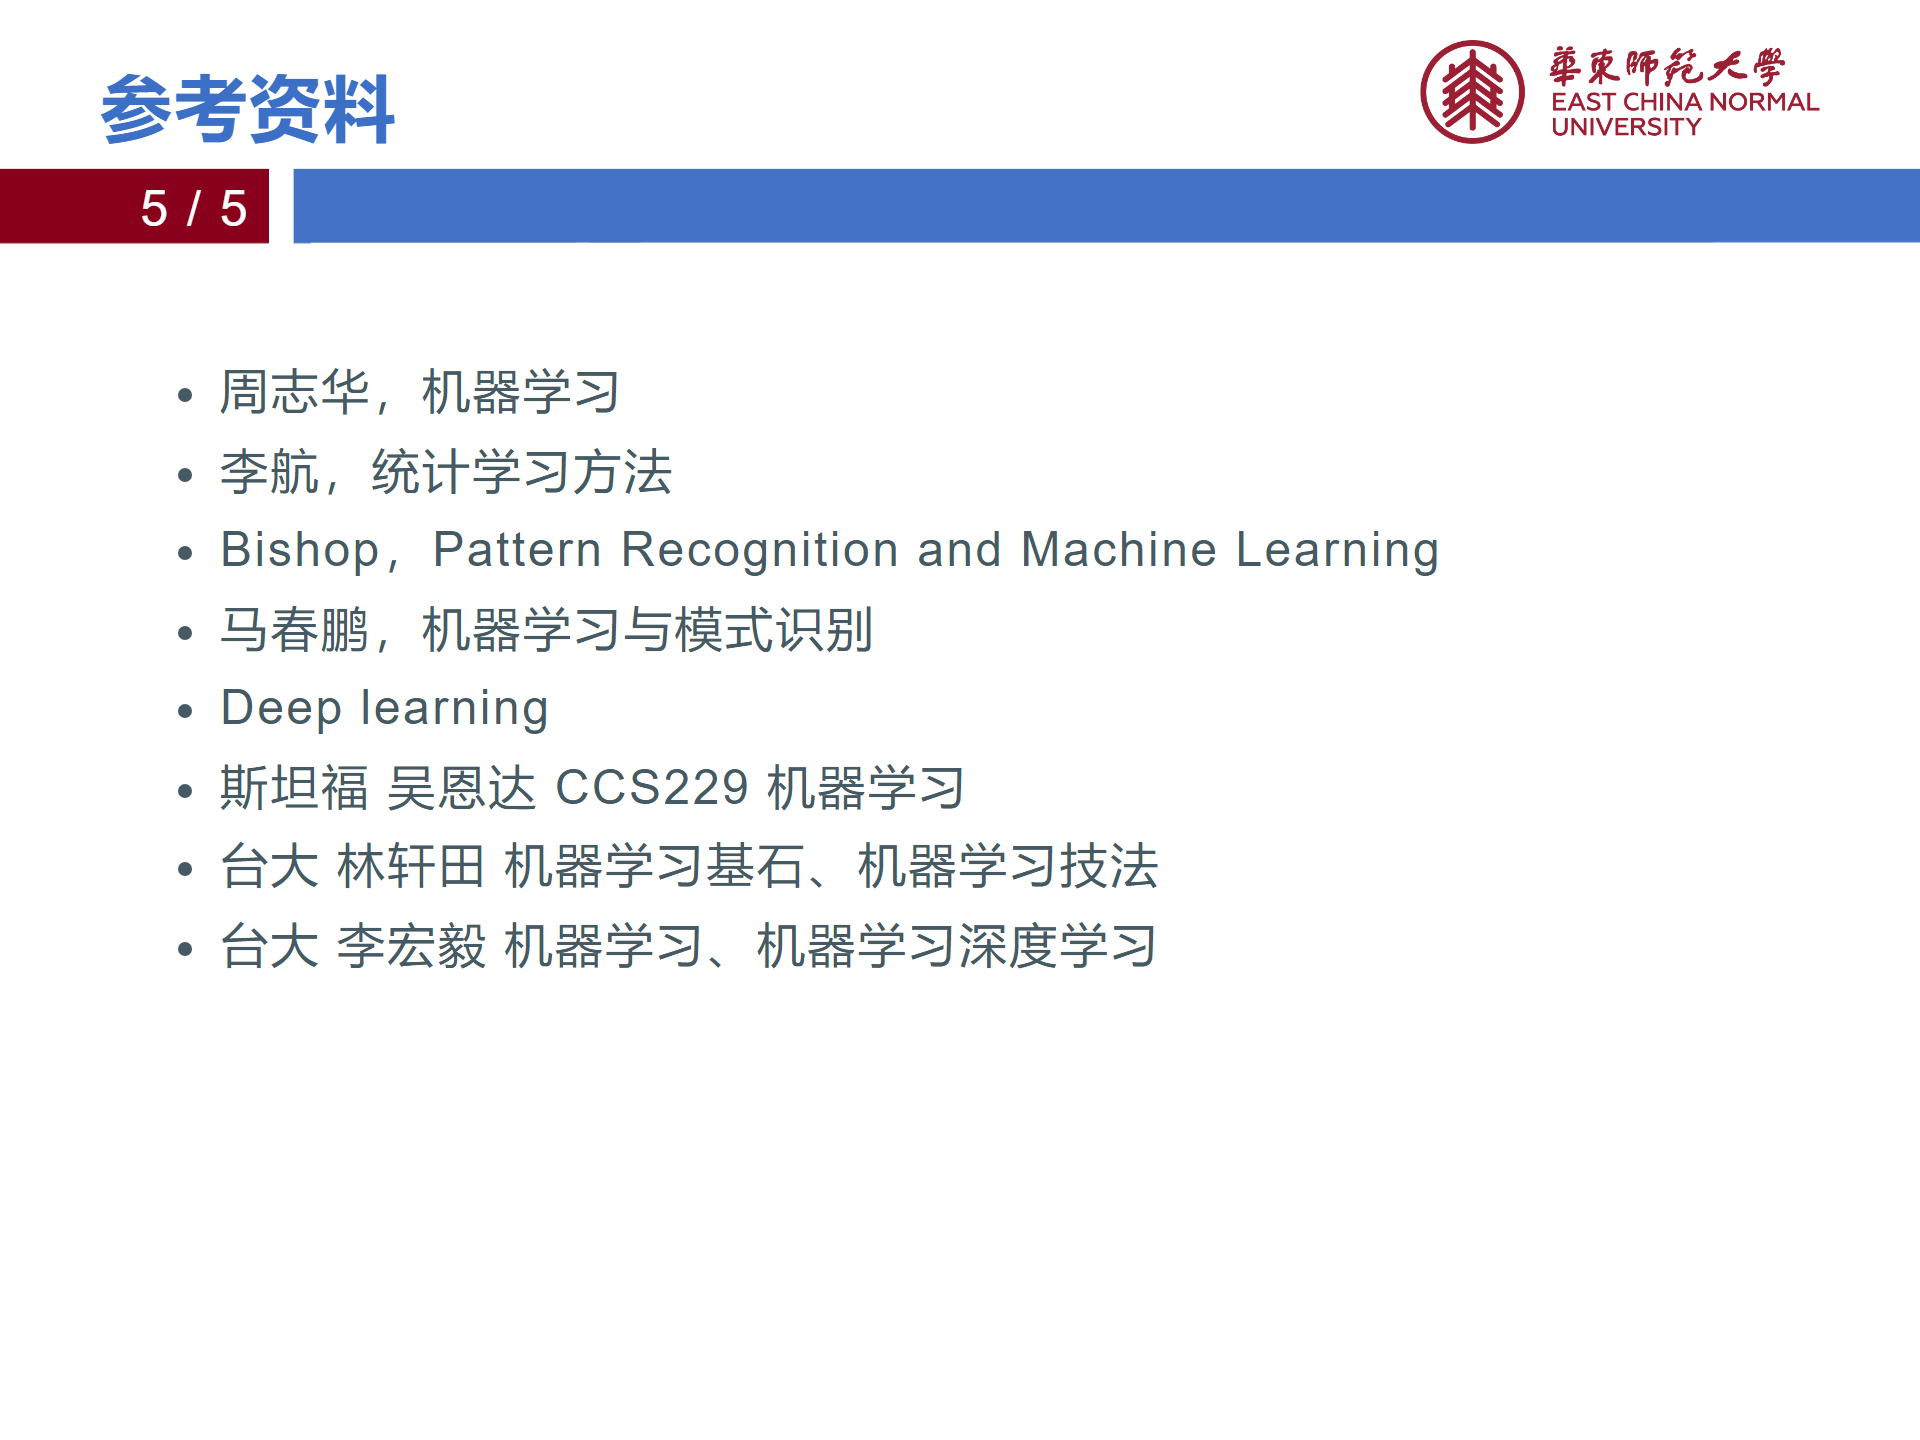 参考资料
華東師範大學
EAST CHINA NORMAL
UNIVERSITY
5 / 5
• 周志华，机器学习
• 李航，统计学习方法
• Bishop，Pattern Recognition and Machine Learning
• 马春鹏，机器学习与模式识别
• Deep learning
• 斯坦福 吴恩达 CCS229 机器学习
• 台大 林轩田 机器学习基石、机器学习技法
• 台大 李宏毅 机器学习、机器学习深度学习